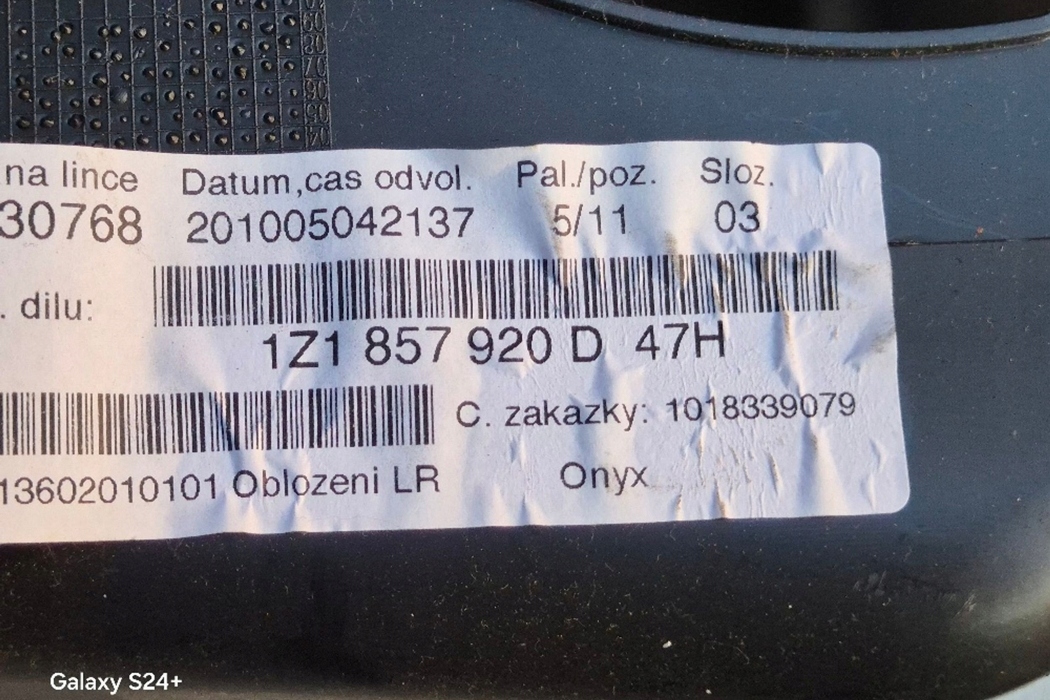 na lince Datum,cas odvol. Pal./poz. Sloz.
30768 201005042137 5/11 03
. dilu:
1Z1 857 920 D 47H
C. zakazky: 1018339079
13602010101 Oblozeni LR Onyx
Galaxy S24+